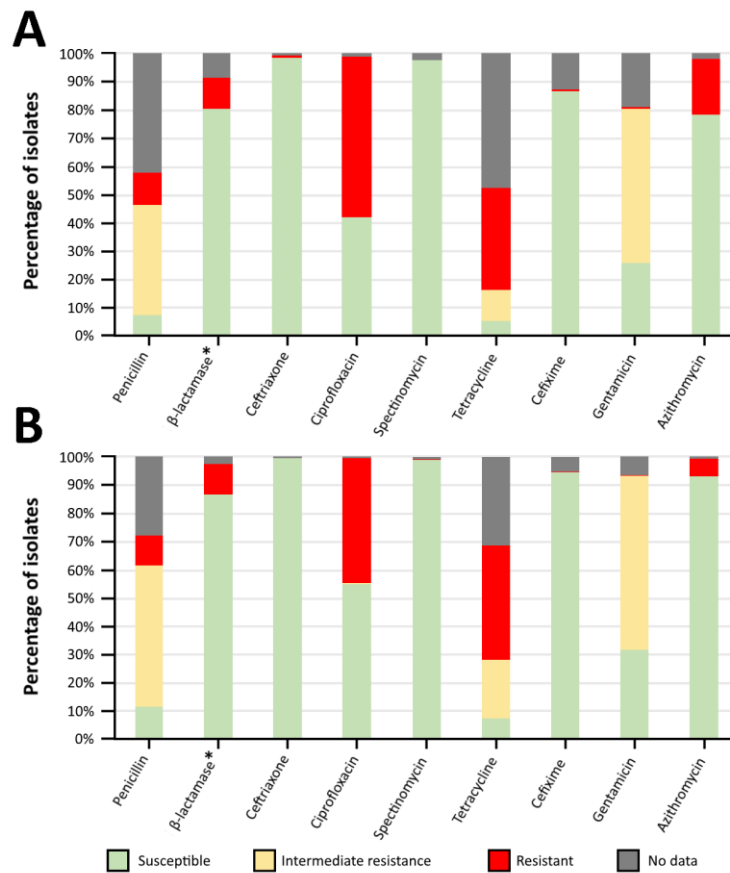 A
Percentage of isolates
100%
90%
80%
70%
60%
50%
40%
30%
20%
10%
0%
Penicillin
β-lactamase*
Ceftriaxone
Ciprofloxacin
Spectinomycin
Tetracycline
Cefixime
Gentamicin
Azithromycin
B
Percentage of isolates
100%
90%
80%
70%
60%
50%
40%
30%
20%
10%
0%
Penicillin
β-lactamase*
Ceftriaxone
Ciprofloxacin
Spectinomycin
Tetracycline
Cefixime
Gentamicin
Azithromycin
Susceptible
Intermediate resistance
Resistant
No data